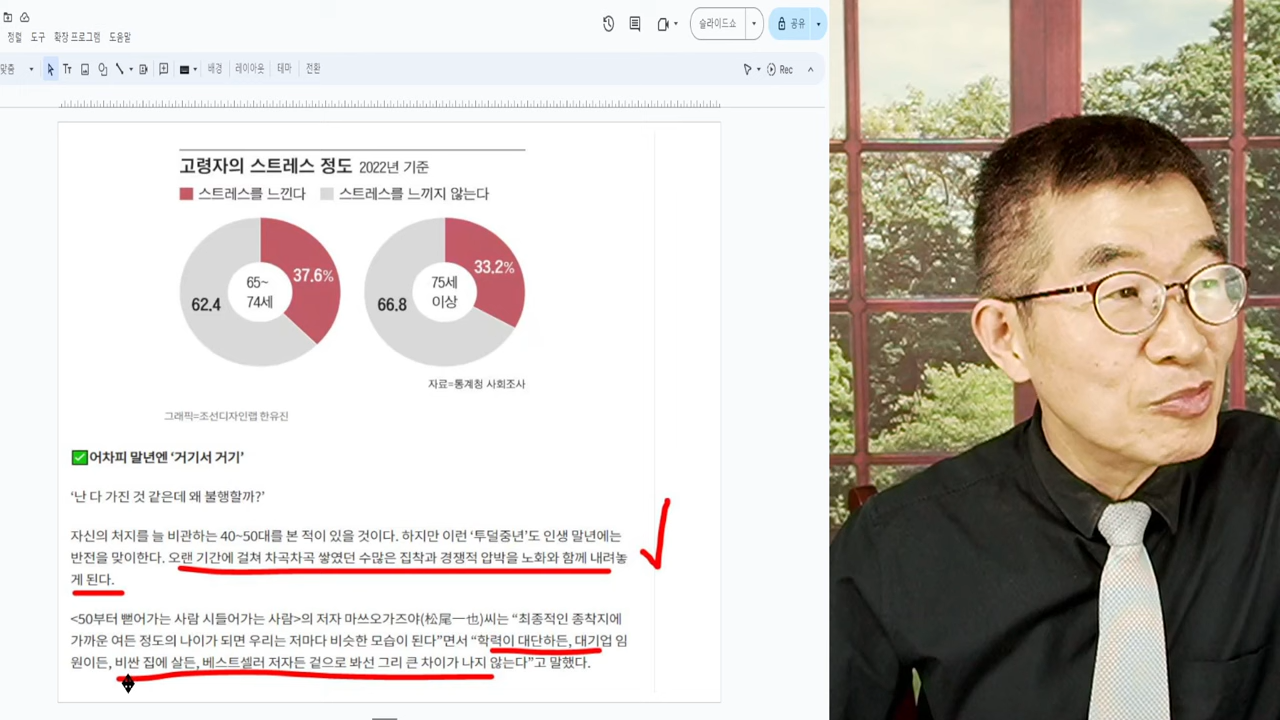 슬라이드쇼
공유
정렬 도구 확장 프로그램 도움말
맞춤
Tт
배경 레이아웃 테마 전환
Rec
고령자의 스트레스 정도 2022년 기준
스트레스를 느낀다 스트레스를 느끼지 않는다
37.6%
62.4
65~
74세
33.2%
66.8
75세
이상
자료=통계청 사회조사
그래픽=조선디자인랩 한유진
✅어차피 말년엔 ‘거기서 거기’
‘난 다 가진 것 같은데 왜 불행할까?’
자신의 처지를 늘 비관하는 40~50대를 본 적이 있을 것이다. 하지만 이런 ‘투덜중년’도 인생 말년에는
반전을 맞이한다. 오랜 기간에 걸쳐 차곡차곡 쌓였던 수많은 집착과 경쟁적 압박을 노화와 함께 내려놓
게 된다.
<50부터 뻗어가는 사람 시들어가는 사람>의 저자 마쓰오가즈야(松尾一也)씨는 “최종적인 종착지에
가까운 여든 정도의 나이가 되면 우리는 저마다 비슷한 모습이 된다”면서 “학력이 대단하든, 대기업 임
원이든, 비싼 집에 살든, 베스트셀러 저자든 겉으로 봐선 그리 큰 차이가 나지 않는다”고 말했다.